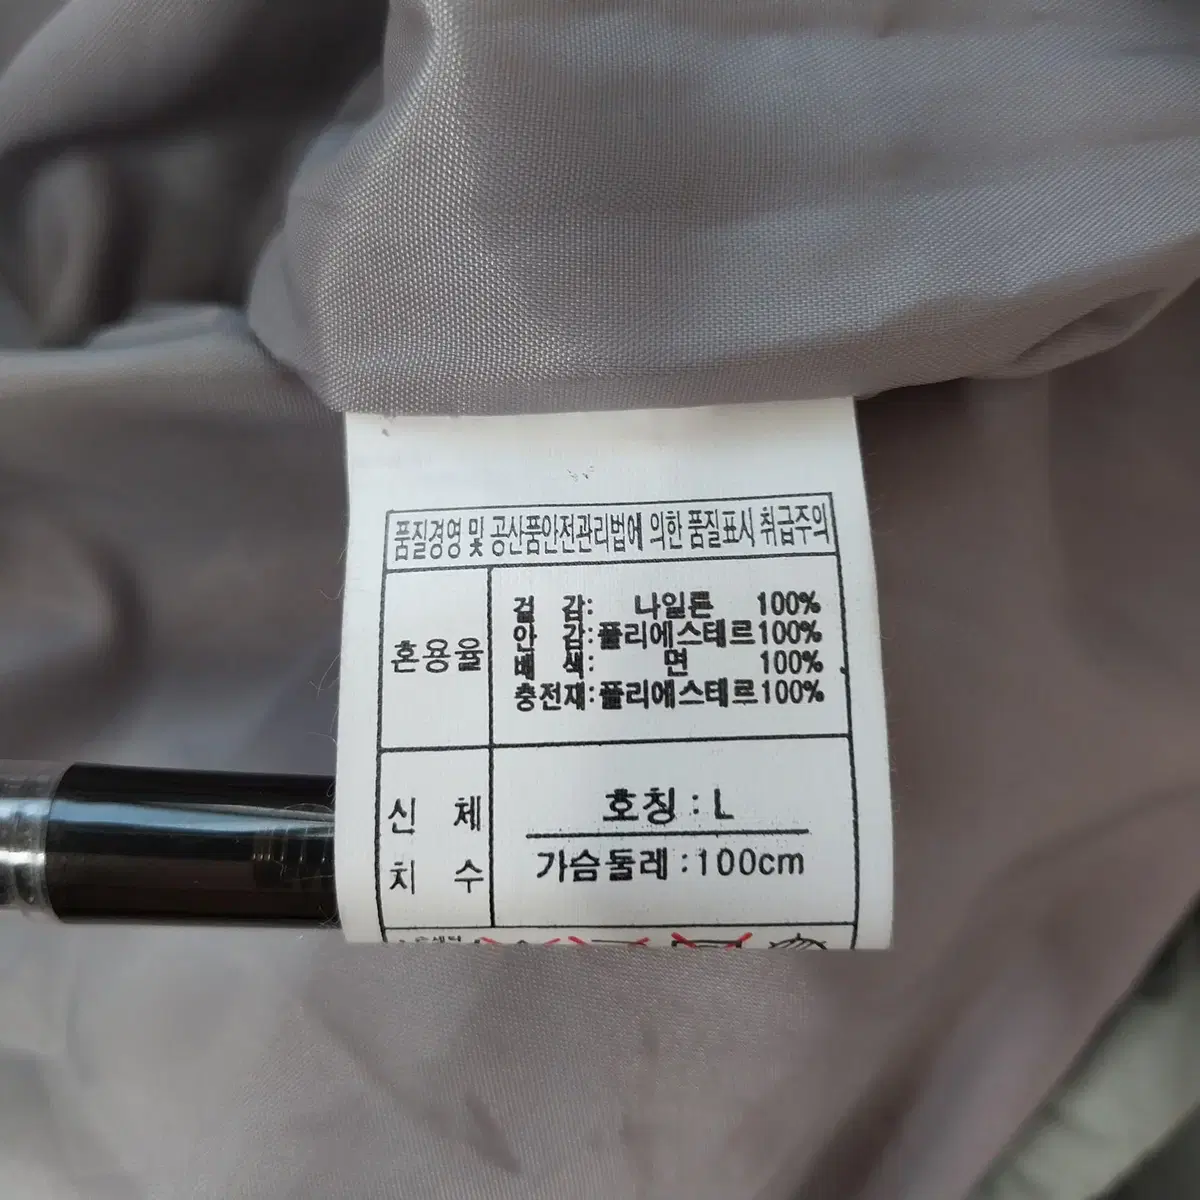 품질경영 및 공산품안전관리법에 의한 품질표시 취급주의
혼용율
겉 감: 나일론 100%
안 감:폴리에스테르100%
배 색: 면 100%
충전재:폴리에스테르100%
신 체
치 수
호칭 : L
가슴둘레 : 100cm